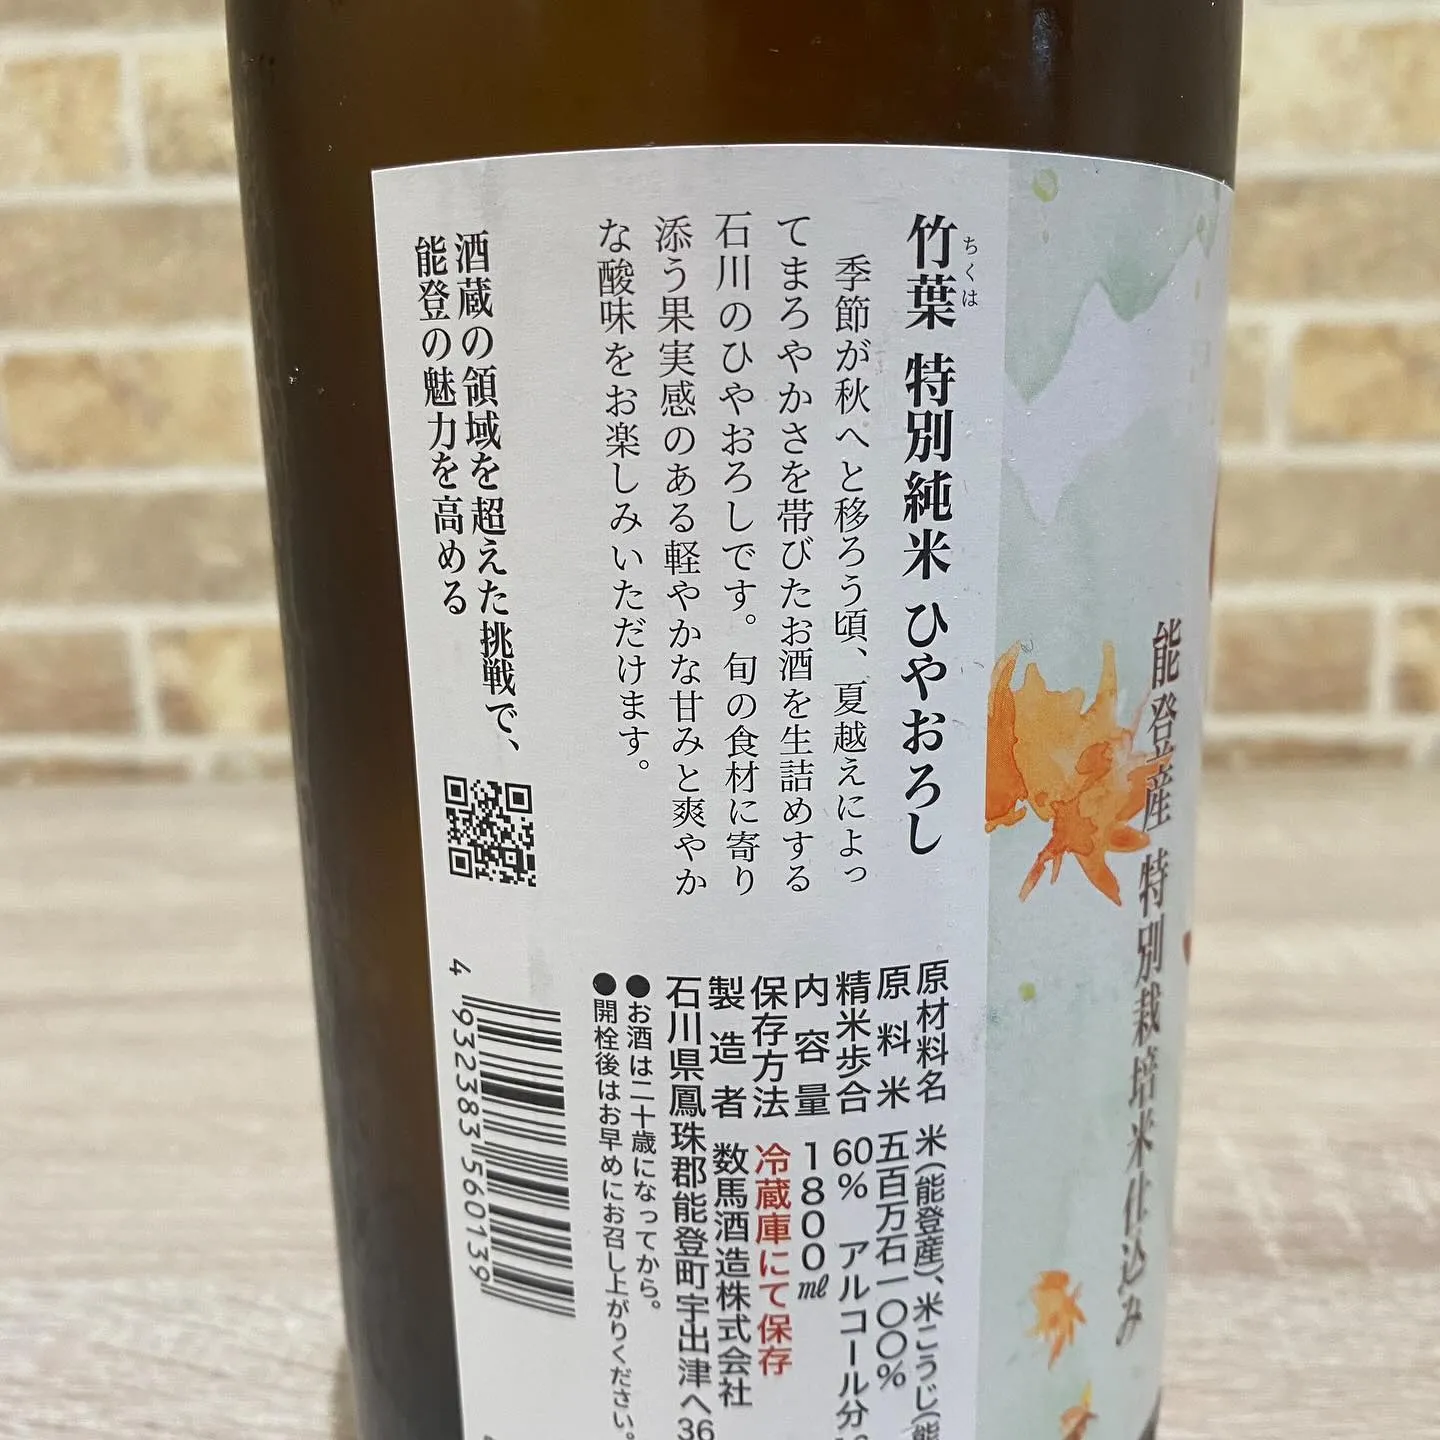 能登産 特別栽培米仕込み
ちくは
竹葉 特別純米 ひやおろし
季節が秋へと移ろう頃、夏越えによっ
てまろやかさを帯びたお酒を生詰めする
石川のひやおろしです。旬の食材に寄り
添う果実感のある軽やかな甘みと爽やか
な酸味をお楽しみいただけます。
酒蔵の領域を超えた挑戦で、
能登の魅力を高める
原材料名 米(能登産)、米こうじ(能
原料米 五百万石一〇〇%
精米歩合 60% アルコール分
内容量 1800㎖
保存方法 冷蔵庫にて保存
製造者 数馬酒造株式会社
石川県鳳珠郡能登町宇出津ヘ36
●お酒は二十歳になってから。
●開栓後はお早めにお召し上がりください。
4 932383 560139